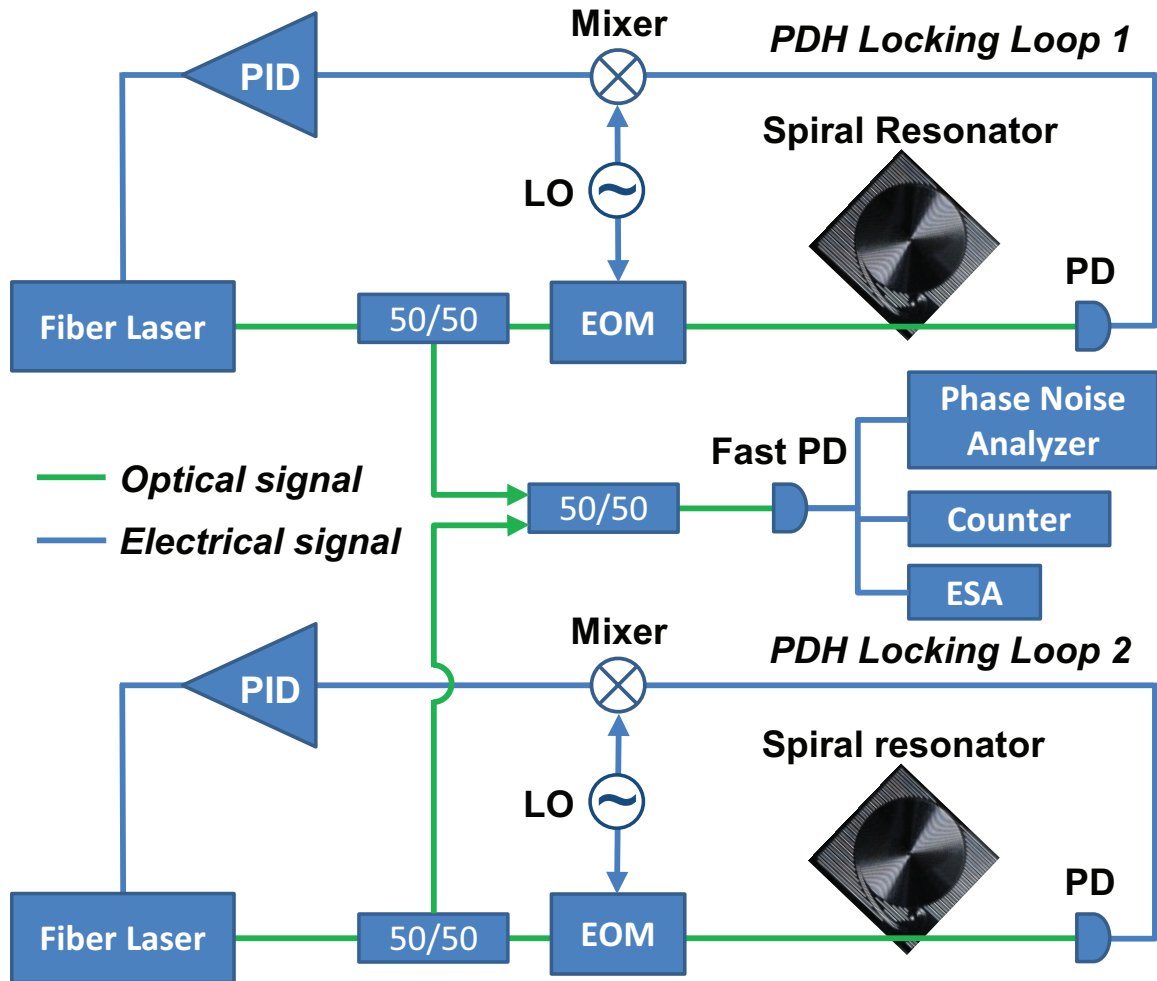 Mixer
PDH Locking Loop 1
PID
Spiral Resonator
LO
PD
Fiber Laser
50/50
EOM
Phase Noise
Analyzer
Fast PD
Optical signal
50/50
Counter
Electrical signal
ESA
Mixer
PDH Locking Loop 2
PID
Spiral resonator
LO
PD
Fiber Laser
50/50
EOM